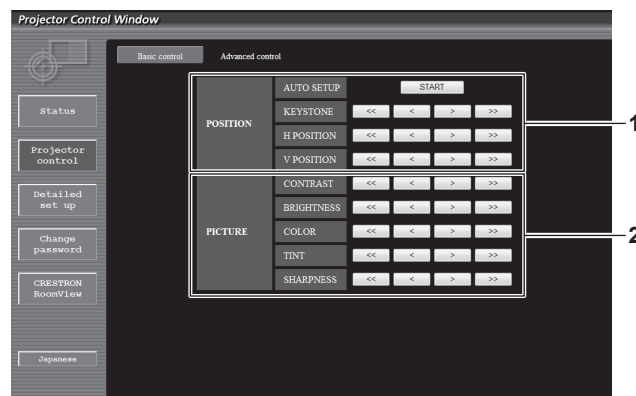 Projector Control Window
Basic control Advanced control
Status
Projector
control
Detailed
set up
Change
password
CRESTRON
RoomView
Japanese
POSITION
AUTO SETUP START
KEYSTONE << < > >>
H POSITION << < > >>
V POSITION << < > >>
1
PICTURE
CONTRAST << < > >>
BRIGHTNESS << < > >>
COLOR << < > >>
TINT << < > >>
SHARPNESS << < > >>
2